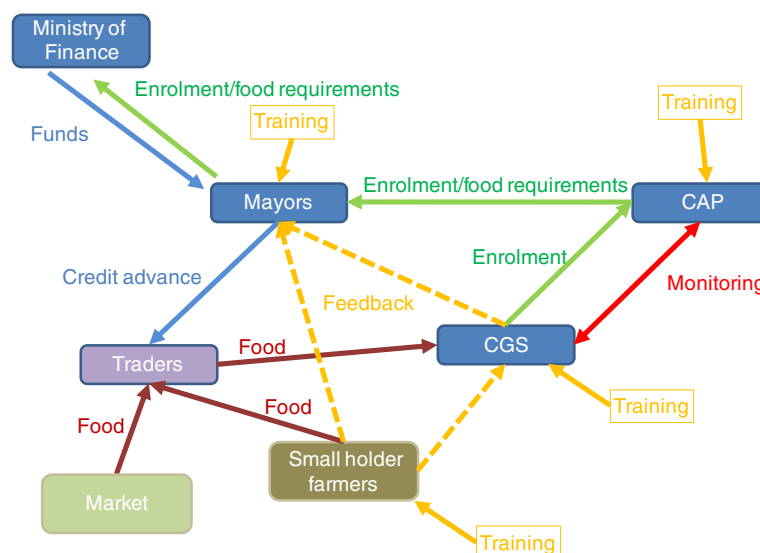 Ministry of
Finance
Enrolment/food requirements
Training
Training
Funds
Enrolment/food requirements
Mayors
CAP
Credit advance
Enrolment
Monitoring
Feedback
Food
CGS
Traders
Food
Food
Training
Small holder
farmers
Market
Training